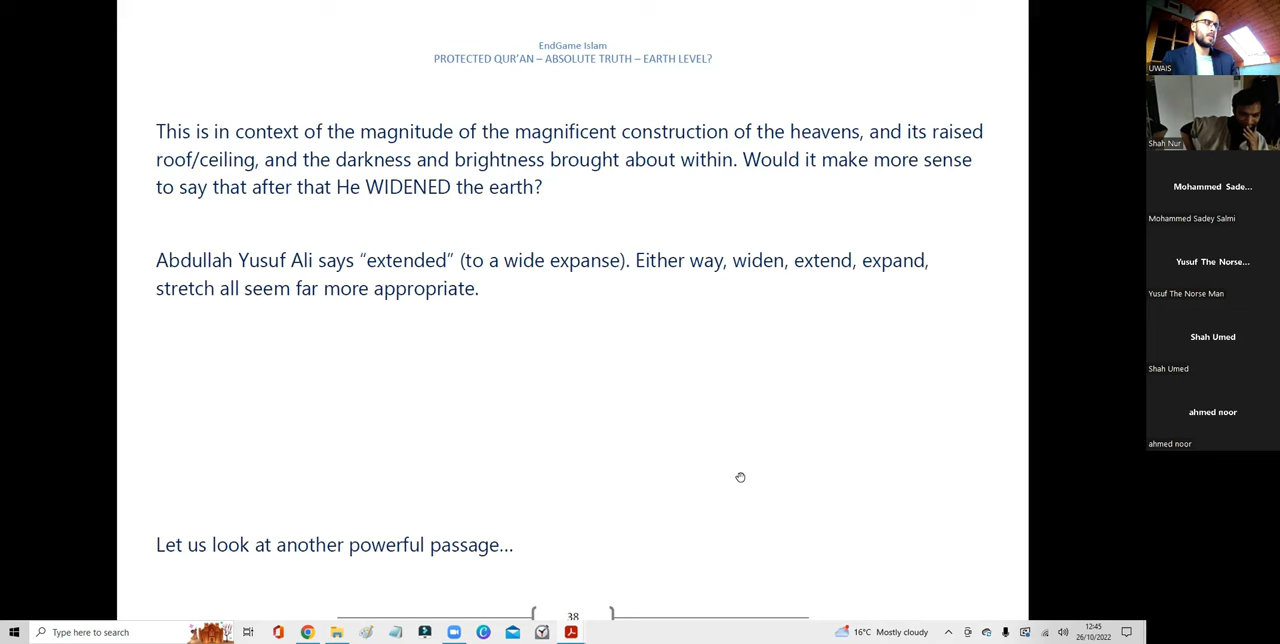 EndGame Islam
PROTECTED QUR'AN – ABSOLUTE TRUTH – EARTH LEVEL?
This is in context of the magnitude of the magnificent construction of the heavens, and its raised
roof/ceiling, and the darkness and brightness brought about within. Would it make more sense
to say that after that He WIDENED the earth?
Abdullah Yusuf Ali says “extended” (to a wide expanse). Either way, widen, extend, expand,
stretch all seem far more appropriate.
Let us look at another powerful passage...
38
UWAIS
Shah Nur
Mohammed Sade...
Mohammed Sadey Salmi
Yusuf The Norse...
Yusuf The Norse Man
Shah Umed
Shah Umed
ahmed noor
ahmed noor
Type here to search
16°C Mostly cloudy
12:45
26/10/2022